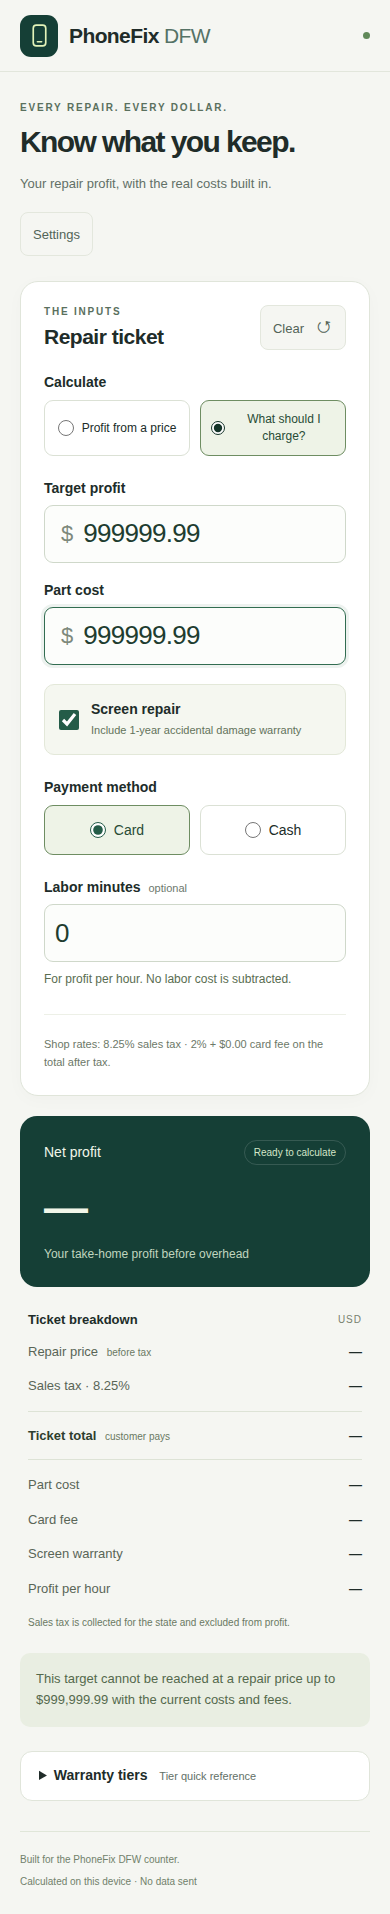 PhoneFix DFW
EVERY REPAIR. EVERY DOLLAR.
Know what you keep.
Your repair profit, with the real costs built in.
Settings
THE INPUTS
Repair ticket
Clear
Calculate
Profit from a price
What should I
charge?
Target profit
$ 999999.99
Part cost
$ 999999.99
Screen repair
Include 1-year accidental damage warranty
Payment method
Card
Cash
Labor minutes optional
0
For profit per hour. No labor cost is subtracted.
Shop rates: 8.25% sales tax · 2% + $0.00 card fee on the
total after tax.
Net profit
Ready to calculate
—
Your take-home profit before overhead
Ticket breakdown USD
Repair price before tax —
Sales tax · 8.25% —
Ticket total customer pays —
Part cost —
Card fee —
Screen warranty —
Profit per hour —
Sales tax is collected for the state and excluded from profit.
This target cannot be reached at a repair price up to
$999,999.99 with the current costs and fees.
Warranty tiers Tier quick reference
Built for the PhoneFix DFW counter.
Calculated on this device · No data sent